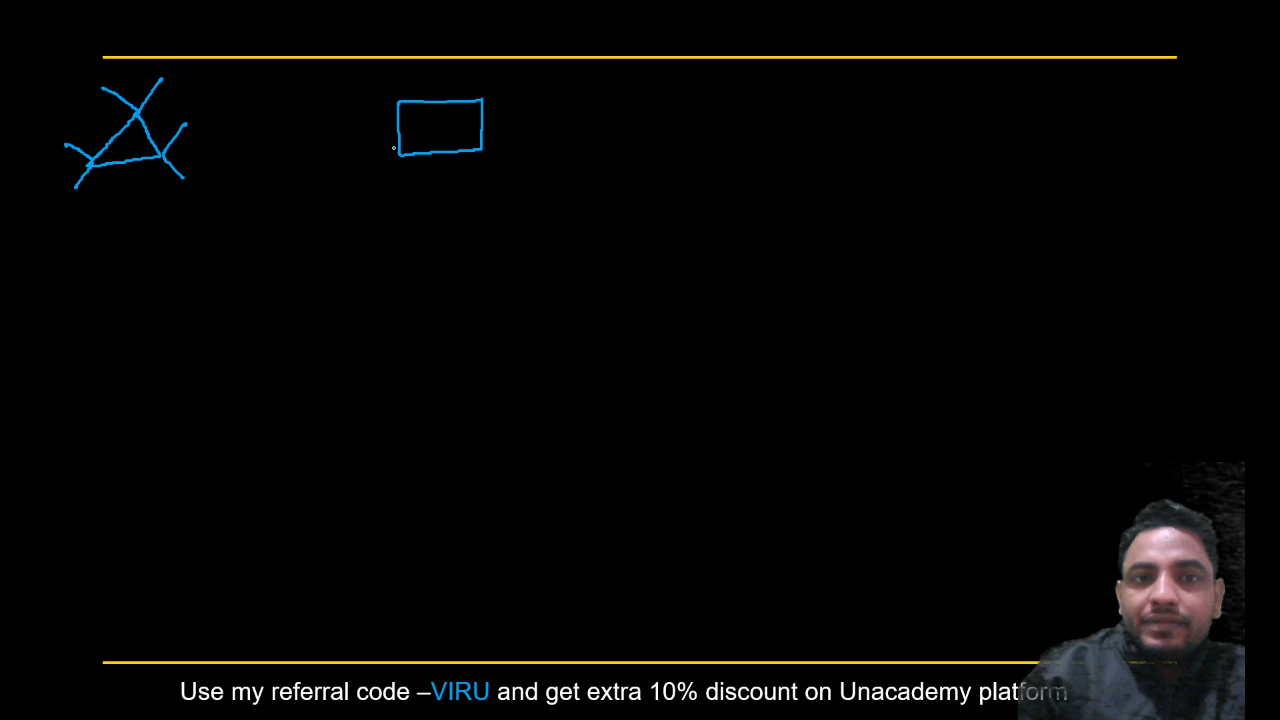 Use my referral code –VIRU and get extra 10% discount on Unacademy platform